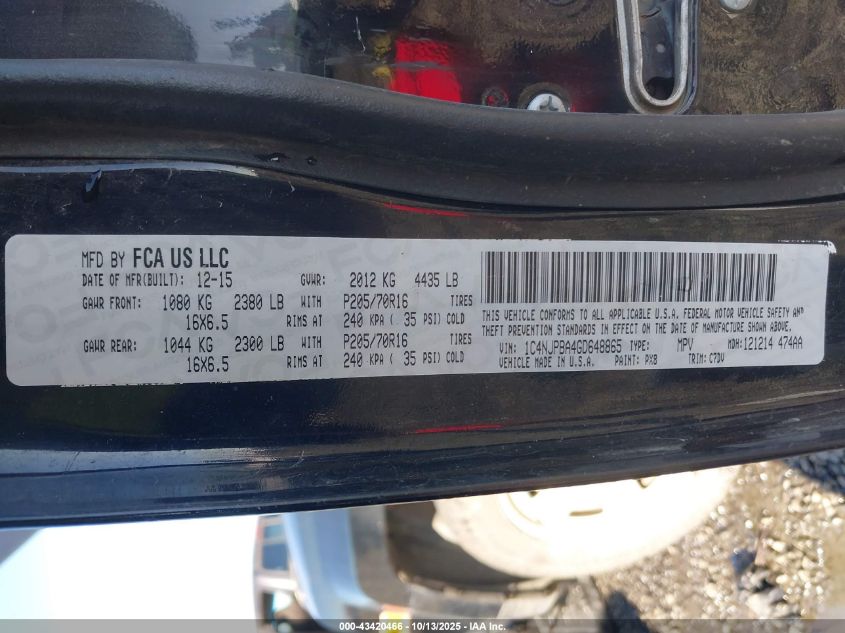 MFD BY FCA US LLC
DATE OF MFR(BUILT): 12-15 GVWR: 2012 KG 4435 LB
GAWR FRONT: 1080 KG 2380 LB WITH P205/70R16 TIRES
16X6.5 RIMS AT 240 KPA ( 35 PSI) COLD
GAWR REAR: 1044 KG 2300 LB WITH P205/70R16 TIRES
16X6.5 RIMS AT 240 KPA ( 35 PSI) COLD
THIS VEHICLE CONFORMS TO ALL APPLICABLE U.S.A. FEDERAL MOTOR VEHICLE SAFETY AND
THEFT PREVENTION STANDARDS IN EFFECT ON THE DATE OF MANUFACTURE SHOWN ABOVE.
VIN: 1C4NJPBA4GD648865 TYPE: MPV MDH: 121214 474AA
VEHICLE MADE IN U.S.A. PAINT: PX8 TRIM: C7DV
000-43420466 - 10/13/2025 - IAA Inc.